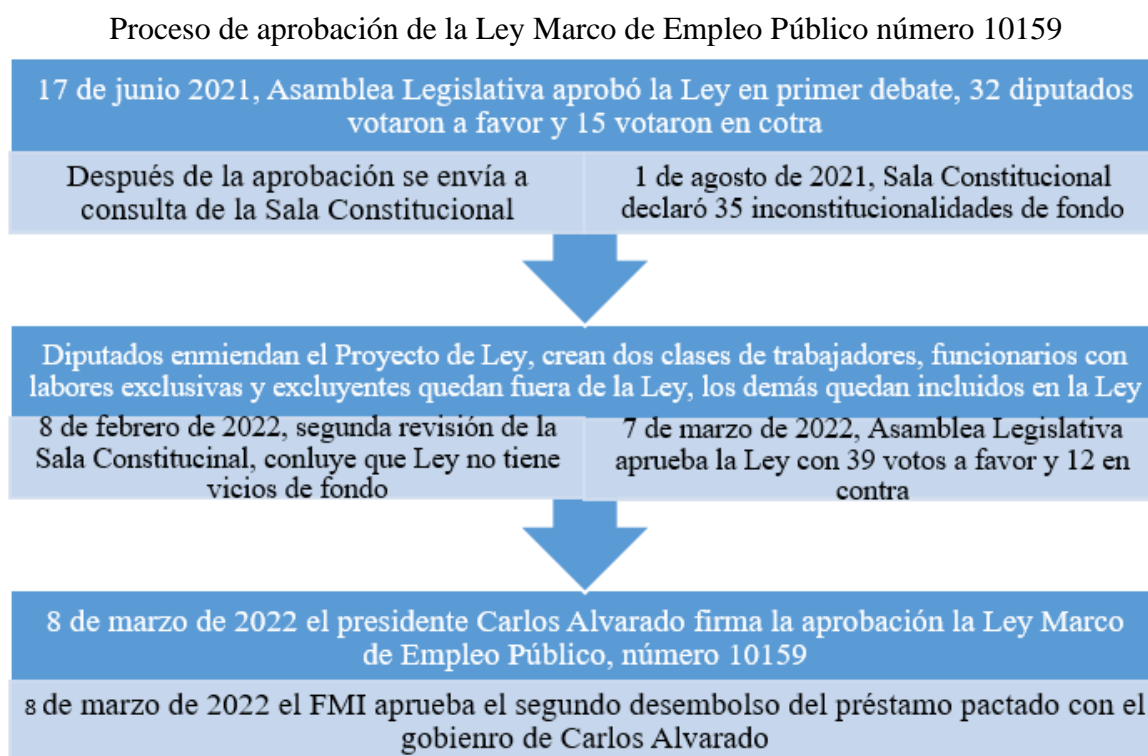 Proceso de aprobación de la Ley Marco de Empleo Público número 10159
17 de junio 2021, Asamblea Legislativa aprobó la Ley en primer debate, 32 diputados
votaron a favor y 15 votaron en cotra
Después de la aprobación se envía a
consulta de la Sala Constitucional
1 de agosto de 2021, Sala Constitucional
declaró 35 inconstitucionalidades de fondo
Diputados enmiendan el Proyecto de Ley, crean dos clases de trabajadores, funcionarios con
labores exclusivas y excluyentes quedan fuera de la Ley, los demás quedan incluidos en la Ley
8 de febrero de 2022, segunda revisión de la
Sala Constitucinal, conluye que Ley no tiene
vicios de fondo
7 de marzo de 2022, Asamblea Legislativa
aprueba la Ley con 39 votos a favor y 12 en
contra
8 de marzo de 2022 el presidente Carlos Alvarado firma la aprobación la Ley Marco
de Empleo Público, número 10159
8 de marzo de 2022 el FMI aprueba el segundo desembolso del préstamo pactado con el
gobienro de Carlos Alvarado